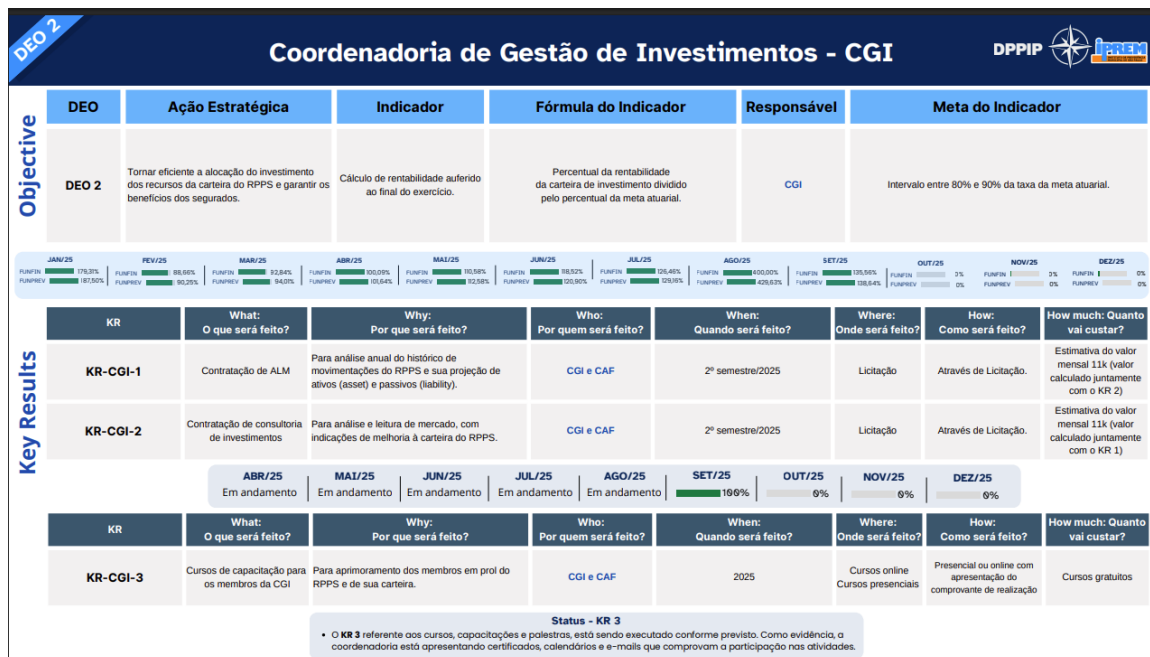 DEO 2
Coordenadoria de Gestão de Investimentos - CGI
DPPIP
iPREM
Objective
DEO
Ação Estratégica
Indicador
Fórmula do Indicador
Responsável
Meta do Indicador
DEO 2
Tornar eficiente a alocação do investimento
dos recursos da carteira do RPPS e garantir os
benefícios dos segurados.
Cálculo de rentabilidade auferido
ao final do exercício.
Percentual da rentabilidade
da carteira de investimento dividido
pelo percentual da meta atuarial.
CGI
Intervalo entre 80% e 90% da taxa da meta atuarial.
JAN/25
FUNFIN 179,31%
FUNPREV 187,50%
FEV/25
FUNFIN 88,66%
FUNPREV 90,25%
MAR/25
FUNFIN 92,84%
FUNPREV 94,01%
ABR/25
FUNFIN 100,09%
FUNPREV 101,64%
MAI/25
FUNFIN 110,58%
FUNPREV 112,58%
JUN/25
FUNFIN 118,52%
FUNPREV 120,90%
JUL/25
FUNFIN 126,46%
FUNPREV 129,16%
AGO/25
FUNFIN 400,00%
FUNPREV 429,63%
SET/25
FUNFIN 135,56%
FUNPREV 138,64%
OUT/25
FUNFIN 0%
FUNPREV 0%
NOV/25
FUNFIN 0%
FUNPREV 0%
DEZ/25
FUNFIN 0%
FUNPREV 0%
Key Results
KR
What:
O que será feito?
Why:
Por que será feito?
Who:
Por quem será feito?
When:
Quando será feito?
Where:
Onde será feito?
How:
Como será feito?
How much: Quanto
vai custar?
KR-CGI-1
Contratação de ALM
Para análise anual do histórico de
movimentações do RPPS e sua projeção de
ativos (asset) e passivos (liability).
CGI e CAF
2º semestre/2025
Licitação
Através de Licitação.
Estimativa do valor
mensal 11k (valor
calculado juntamente
com o KR 2)
KR-CGI-2
Contratação de consultoria
de investimentos
Para análise e leitura de mercado, com
indicações de melhoria à carteira do RPPS.
CGI e CAF
2º semestre/2025
Licitação
Através de Licitação.
Estimativa do valor
mensal 11k (valor
calculado juntamente
com o KR 1)
ABR/25
Em andamento
MAI/25
Em andamento
JUN/25
Em andamento
JUL/25
Em andamento
AGO/25
Em andamento
SET/25
100%
OUT/25
0%
NOV/25
0%
DEZ/25
0%
KR
What:
O que será feito?
Why:
Por que será feito?
Who:
Por quem será feito?
When:
Quando será feito?
Where:
Onde será feito?
How:
Como será feito?
How much: Quanto
vai custar?
KR-CGI-3
Cursos de capacitação para
os membros da CGI
Para aprimoramento dos membros em prol do
RPPS e de sua carteira.
CGI e CAF
2025
Cursos online
Cursos presenciais
Presencial ou online com
apresentação do
comprovante de realização
Cursos gratuitos
Status - KR 3
• O KR 3 referente aos cursos, capacitações e palestras, está sendo executado conforme previsto. Como evidência, a
coordenadoria está apresentando certificados, calendários e e-mails que comprovam a participação nas atividades.